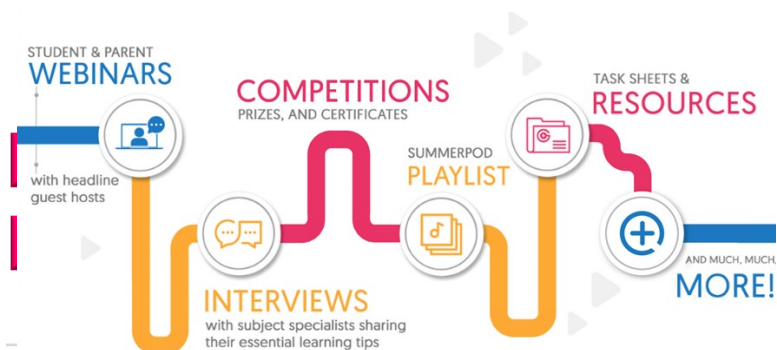 STUDENT & PARENT
WEBINARS
with headline
guest hosts
INTERVIEWS
with subject specialists sharing
their essential learning tips
COMPETITIONS
PRIZES, AND CERTIFICATES
SUMMERPOD
PLAYLIST
TASK SHEETS &
RESOURCES
AND MUCH, MUCH,
MORE!